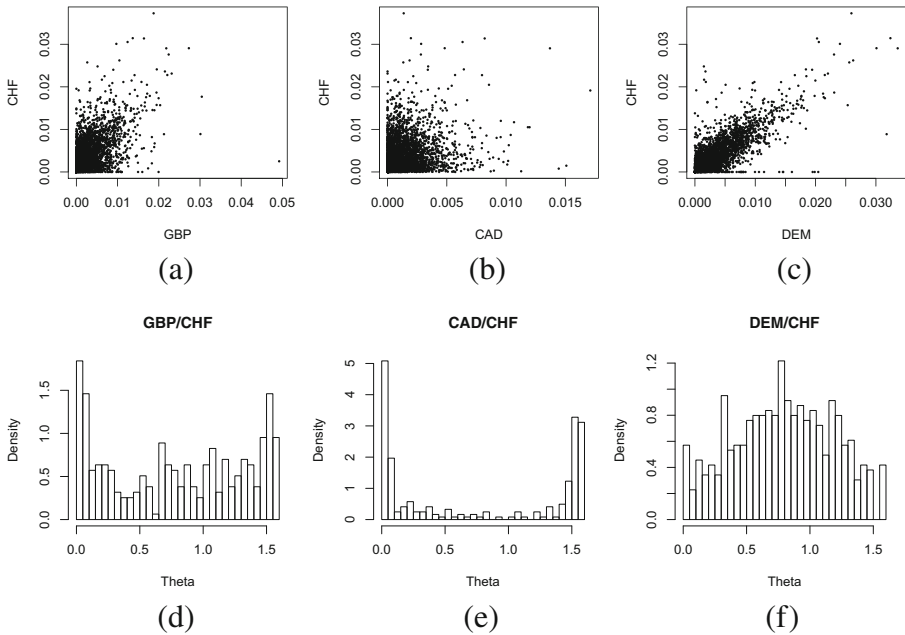 0.00 0.01 0.02 0.03
CHF
0.00 0.01 0.02 0.03 0.04 0.05
GBP
(a)
0.00 0.01 0.02 0.03
CHF
0.000 0.005 0.010 0.015
CAD
(b)
0.00 0.01 0.02 0.03
CHF
0.000 0.010 0.020 0.030
DEM
(c)
GBP/CHF
0.0 0.5 1.0 1.5
Density
0.0 0.5 1.0 1.5
Theta
(d)
CAD/CHF
0 1 2 3 4 5
Density
0.0 0.5 1.0 1.5
Theta
(e)
DEM/CHF
0.0 0.4 0.8 1.2
Density
0.0 0.5 1.0 1.5
Theta
(f)